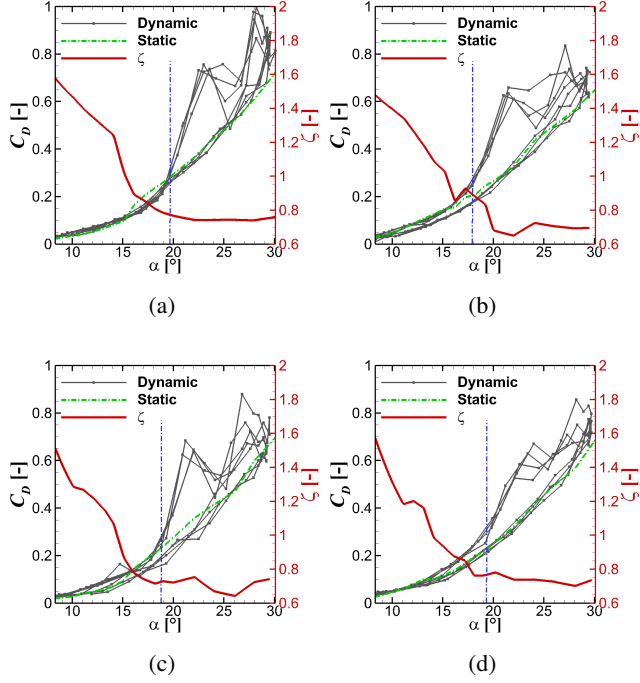 Dynamic
Static
ζ
C_D [-]
ζ [-]
0 0.2 0.4 0.6 0.8 1
0.6 0.8 1 1.2 1.4 1.6 1.8 2
10 15 20 25 30
α [°]
(a)
Dynamic
Static
ζ
C_D [-]
ζ [-]
0 0.2 0.4 0.6 0.8 1
0.6 0.8 1 1.2 1.4 1.6 1.8 2
10 15 20 25 30
α [°]
(b)
Dynamic
Static
ζ
C_D [-]
ζ [-]
0 0.2 0.4 0.6 0.8 1
0.6 0.8 1 1.2 1.4 1.6 1.8 2
10 15 20 25 30
α [°]
(c)
Dynamic
Static
ζ
C_D [-]
ζ [-]
0 0.2 0.4 0.6 0.8 1
0.6 0.8 1 1.2 1.4 1.6 1.8 2
10 15 20 25 30
α [°]
(d)